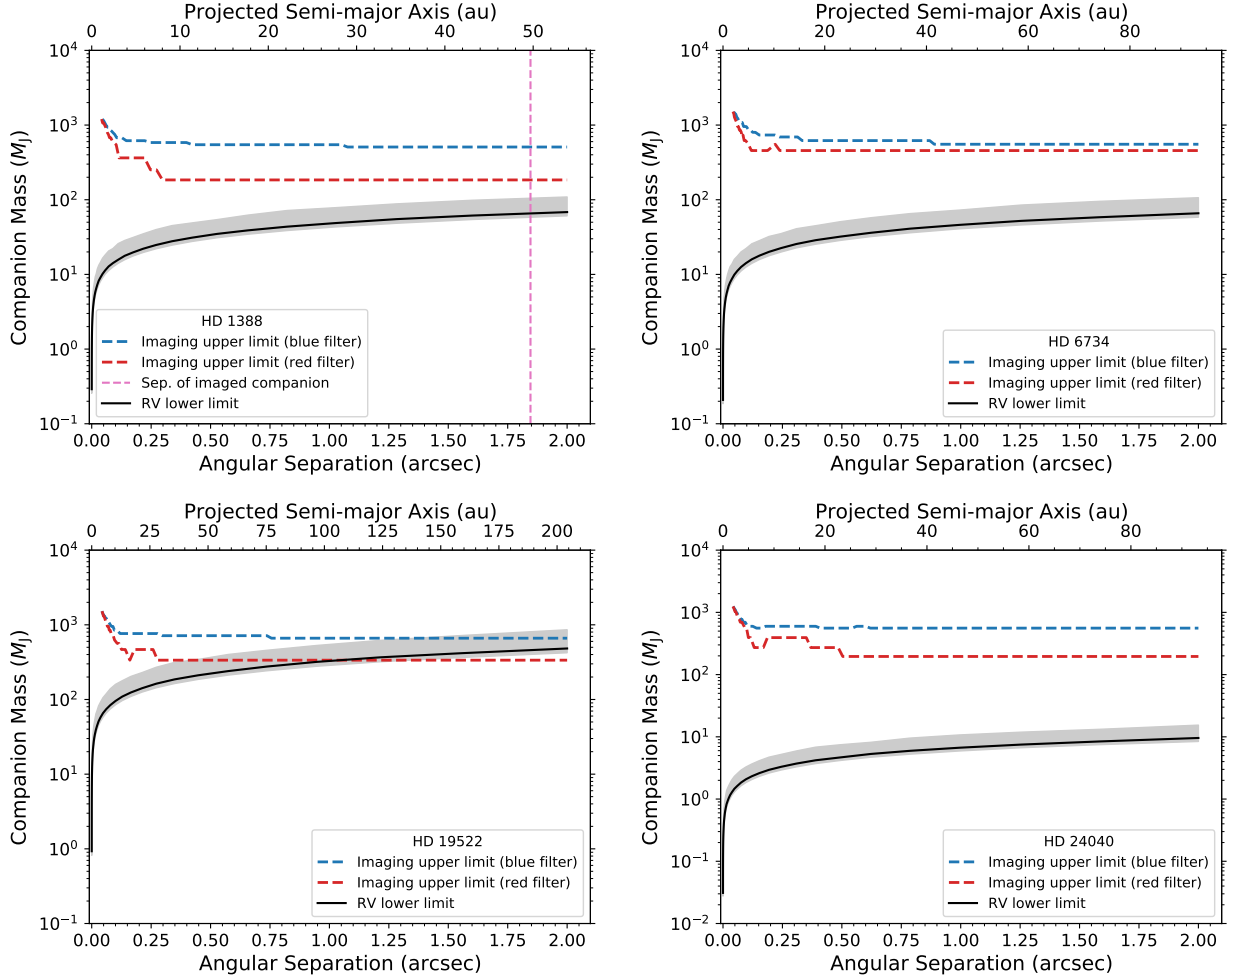 Projected Semi-major Axis (au)
0 10 20 30 40 50
Companion Mass (M_J)
10^4
10^3
10^2
10^1
10^0
10^−1
HD 1388
Imaging upper limit (blue filter)
Imaging upper limit (red filter)
Sep. of imaged companion
RV lower limit
0.00 0.25 0.50 0.75 1.00 1.25 1.50 1.75 2.00
Angular Separation (arcsec)
Projected Semi-major Axis (au)
0 20 40 60 80
Companion Mass (M_J)
10^4
10^3
10^2
10^1
10^0
10^−1
HD 6734
Imaging upper limit (blue filter)
Imaging upper limit (red filter)
RV lower limit
0.00 0.25 0.50 0.75 1.00 1.25 1.50 1.75 2.00
Angular Separation (arcsec)
Projected Semi-major Axis (au)
0 25 50 75 100 125 150 175 200
Companion Mass (M_J)
10^4
10^3
10^2
10^1
10^0
10^−1
HD 19522
Imaging upper limit (blue filter)
Imaging upper limit (red filter)
RV lower limit
0.00 0.25 0.50 0.75 1.00 1.25 1.50 1.75 2.00
Angular Separation (arcsec)
Projected Semi-major Axis (au)
0 20 40 60 80
Companion Mass (M_J)
10^4
10^3
10^2
10^1
10^0
10^−1
10^−2
HD 24040
Imaging upper limit (blue filter)
Imaging upper limit (red filter)
RV lower limit
0.00 0.25 0.50 0.75 1.00 1.25 1.50 1.75 2.00
Angular Separation (arcsec)